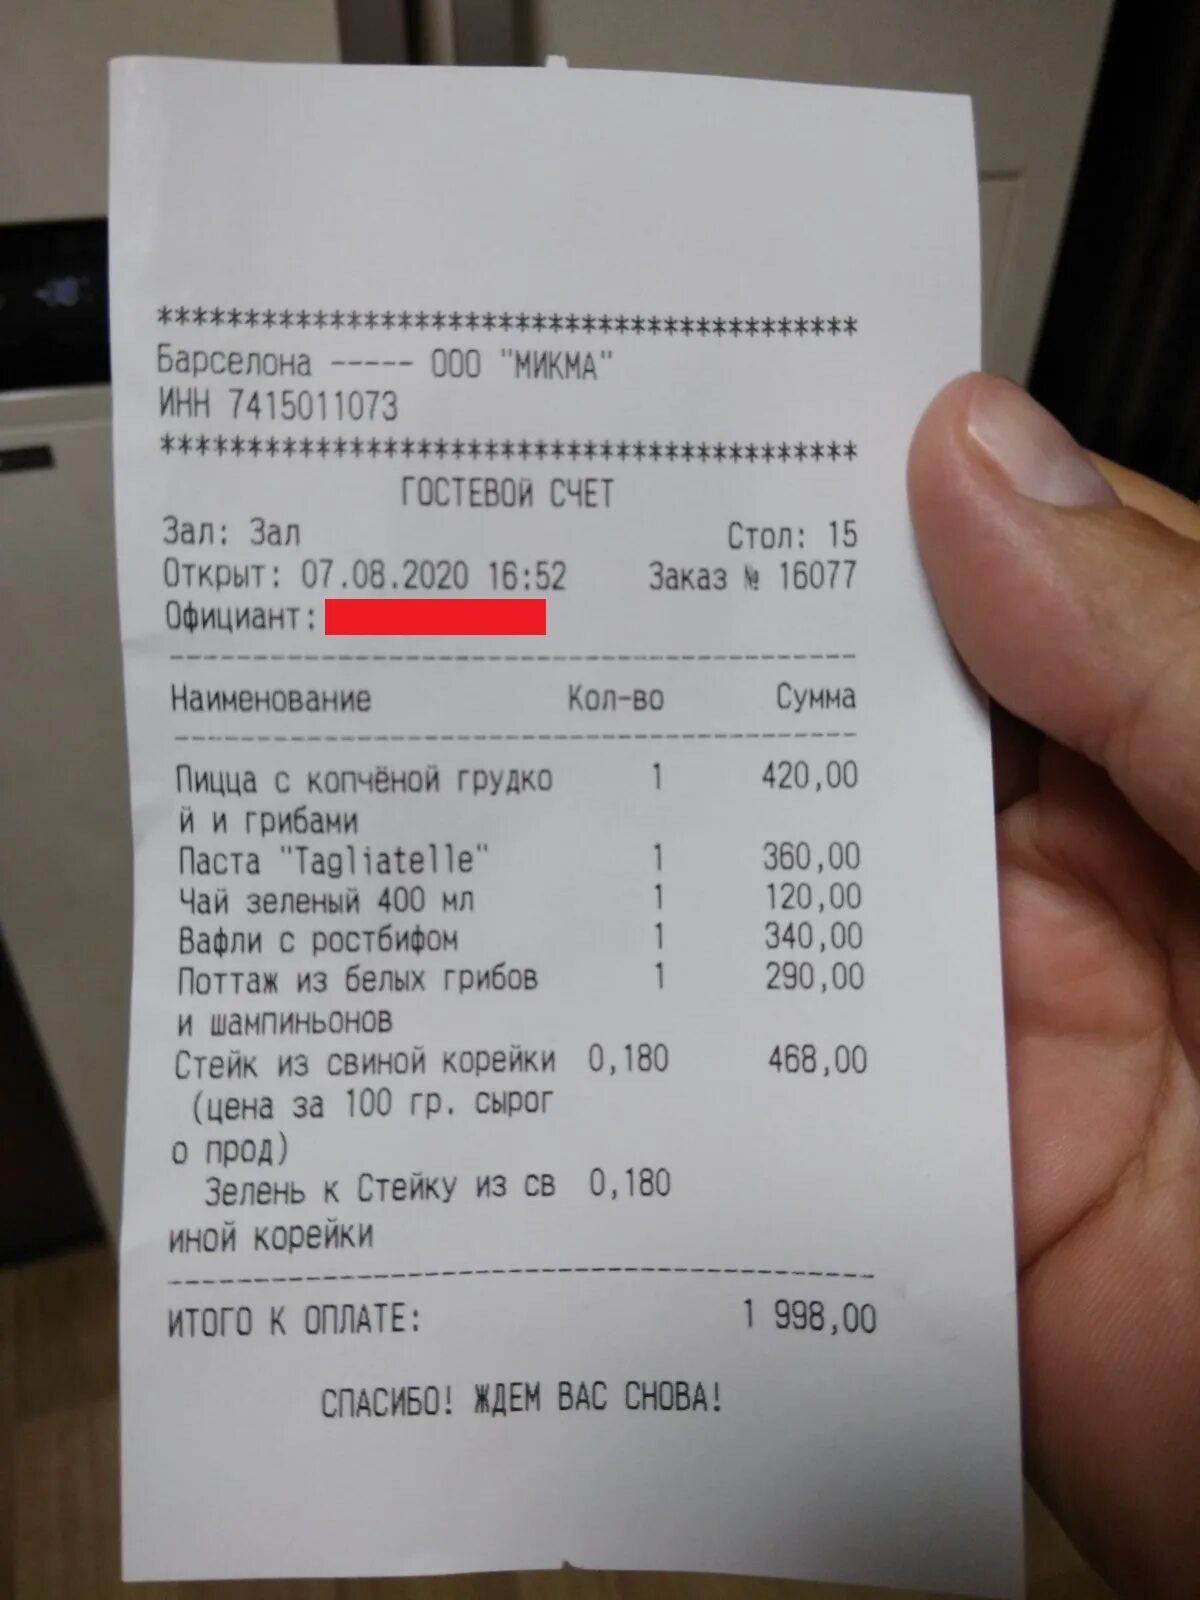 ******************************************
Барселона ----- ООО "МИКМА"
ИНН 7415011073
******************************************
ГОСТЕВОЙ СЧЕТ
Зал: Зал Стол: 15
Открыт: 07.08.2020 16:52 Заказ № 16077
Официант:
Наименование Кол-во Сумма
Пицца с копчёной грудко 1 420,00
й и грибами
Паста "Tagliatelle" 1 360,00
Чай зеленый 400 мл 1 120,00
Вафли с ростбифом 1 340,00
Поттаж из белых грибов 1 290,00
и шампиньонов
Стейк из свиной корейки 0,180 468,00
(цена за 100 гр. сырог
о прод)
Зелень к Стейку из св 0,180
иной корейки
ИТОГО К ОПЛАТЕ: 1 998,00
СПАСИБО! ЖДЕМ ВАС СНОВА!